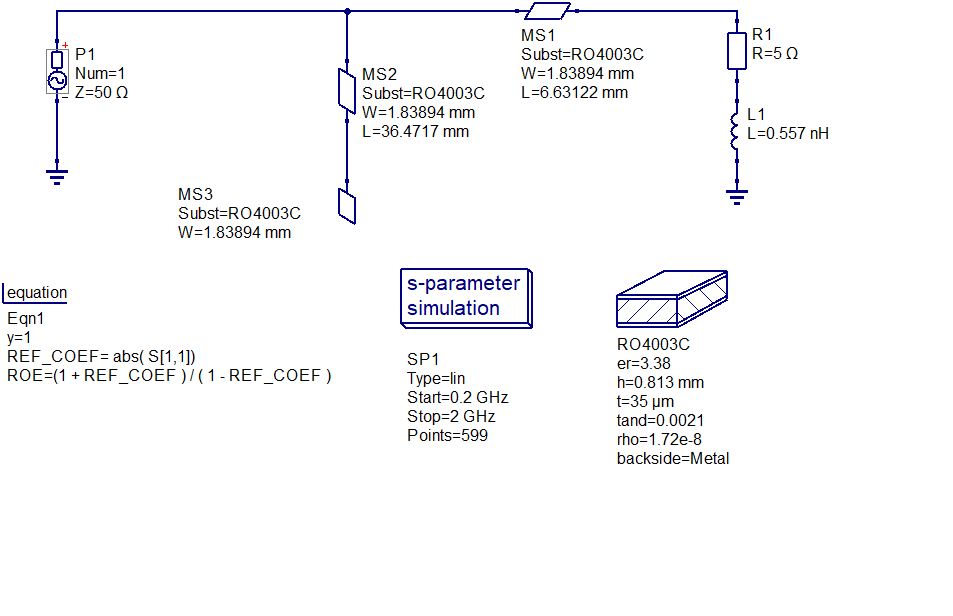 P1
Num=1
Z=50 Ω
MS2
Subst=RO4003C
W=1.83894 mm
L=36.4717 mm
MS1
Subst=RO4003C
W=1.83894 mm
L=6.63122 mm
R1
R=5 Ω
L1
L=0.557 nH
MS3
Subst=RO4003C
W=1.83894 mm
equation
Eqn1
y=1
REF_COEF= abs( S[1,1])
ROE=(1 + REF_COEF ) / ( 1 - REF_COEF )
s-parameter
simulation
SP1
Type=lin
Start=0.2 GHz
Stop=2 GHz
Points=599
RO4003C
er=3.38
h=0.813 mm
t=35 µm
tand=0.0021
rho=1.72e-8
backside=Metal